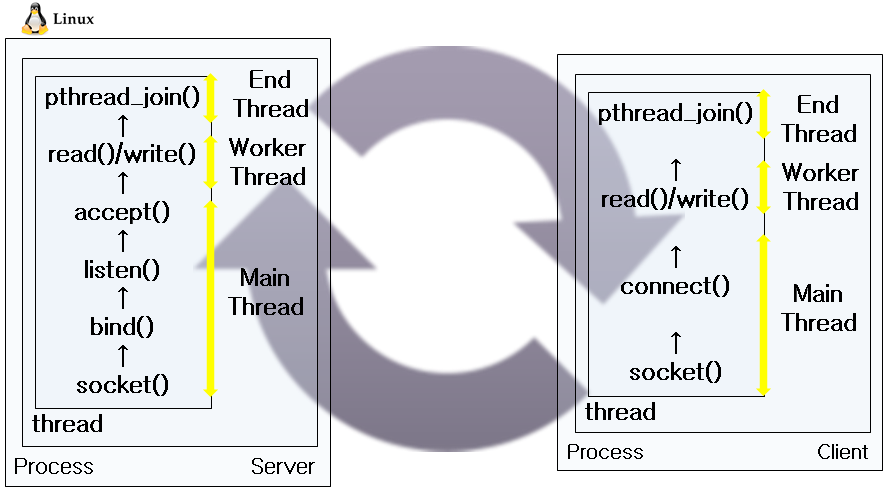 Linux
pthread_join()
↑
read()/write()
↑
accept()
↑
listen()
↑
bind()
↑
socket()
End
Thread
Worker
Thread
Main
Thread
thread
Process
Server
pthread_join()
↑
read()/write()
↑
connect()
↑
socket()
End
Thread
Worker
Thread
Main
Thread
thread
Process
Client